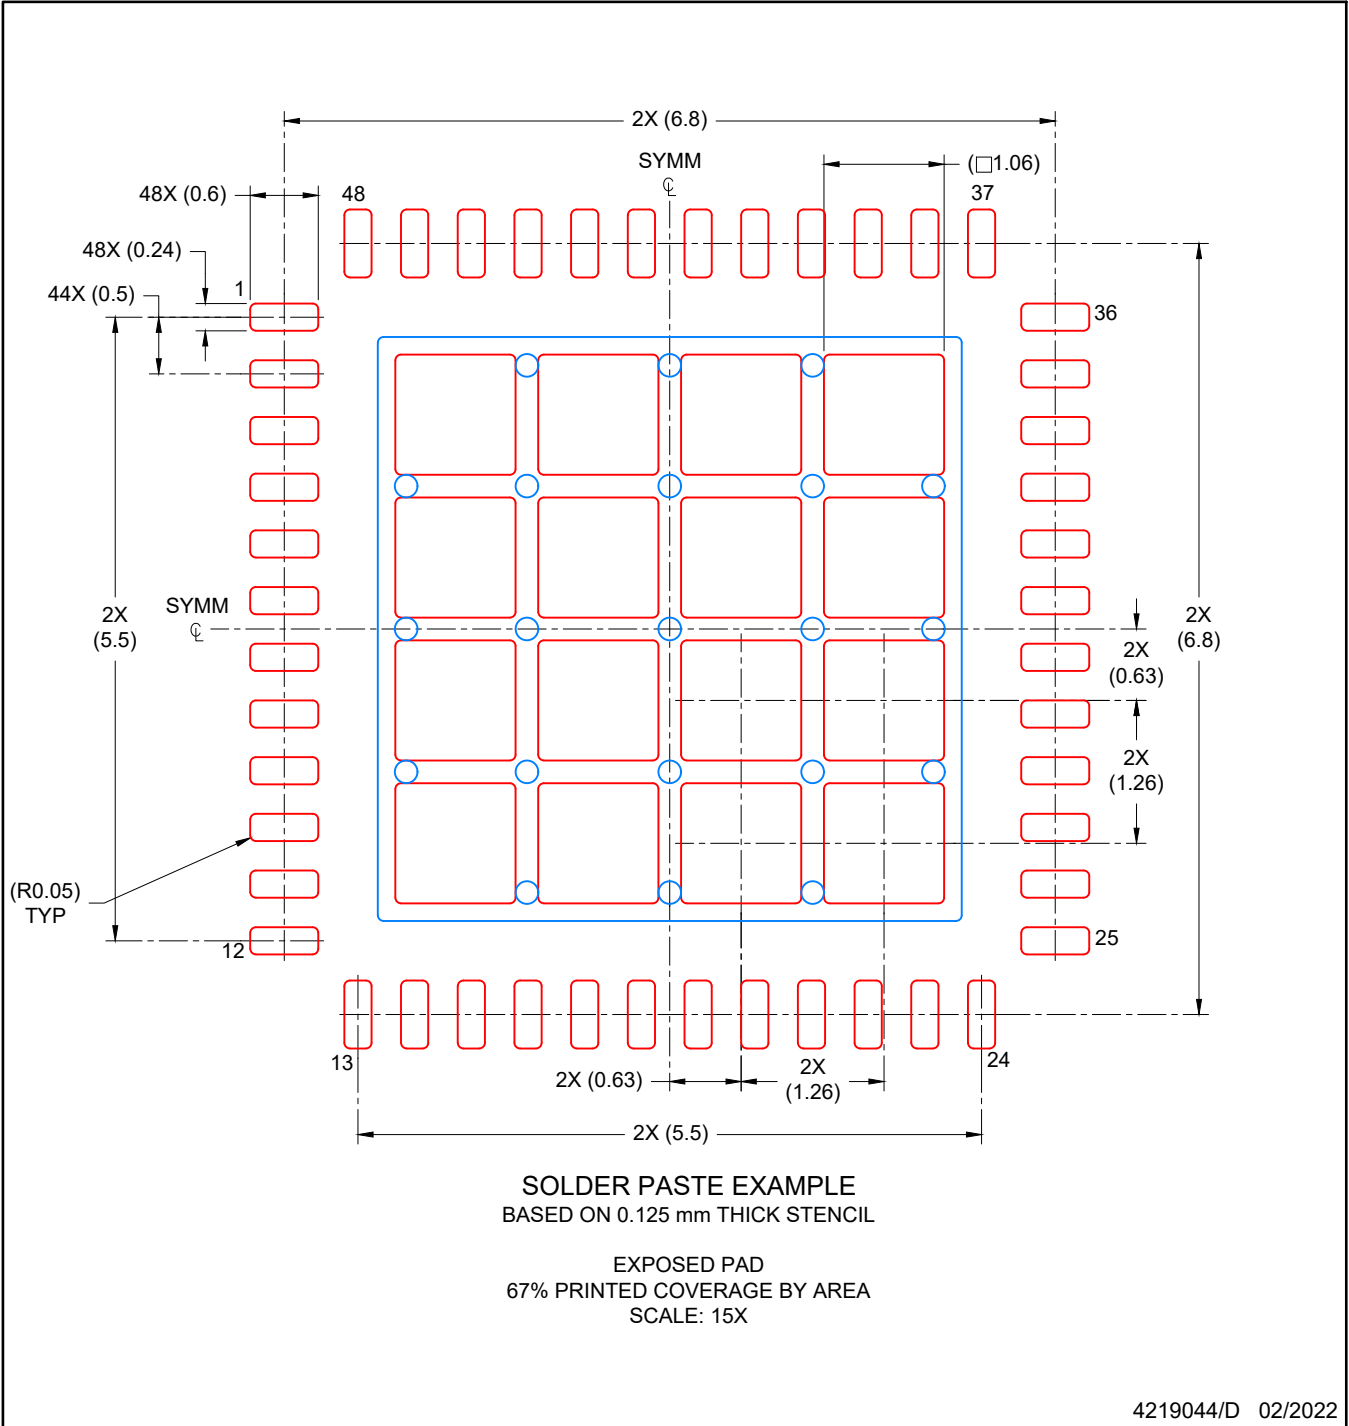 2X (6.8)
SYMM
℄
(□1.06)
48X (0.6)
48
37
48X (0.24)
44X (0.5)
1
36
2X
(5.5)
SYMM
℄
2X
(0.63)
2X
(6.8)
2X
(1.26)
(R0.05)
TYP
12
25
13
24
2X (0.63)
2X
(1.26)
2X (5.5)
SOLDER PASTE EXAMPLE
BASED ON 0.125 mm THICK STENCIL
EXPOSED PAD
67% PRINTED COVERAGE BY AREA
SCALE: 15X
4219044/D 02/2022